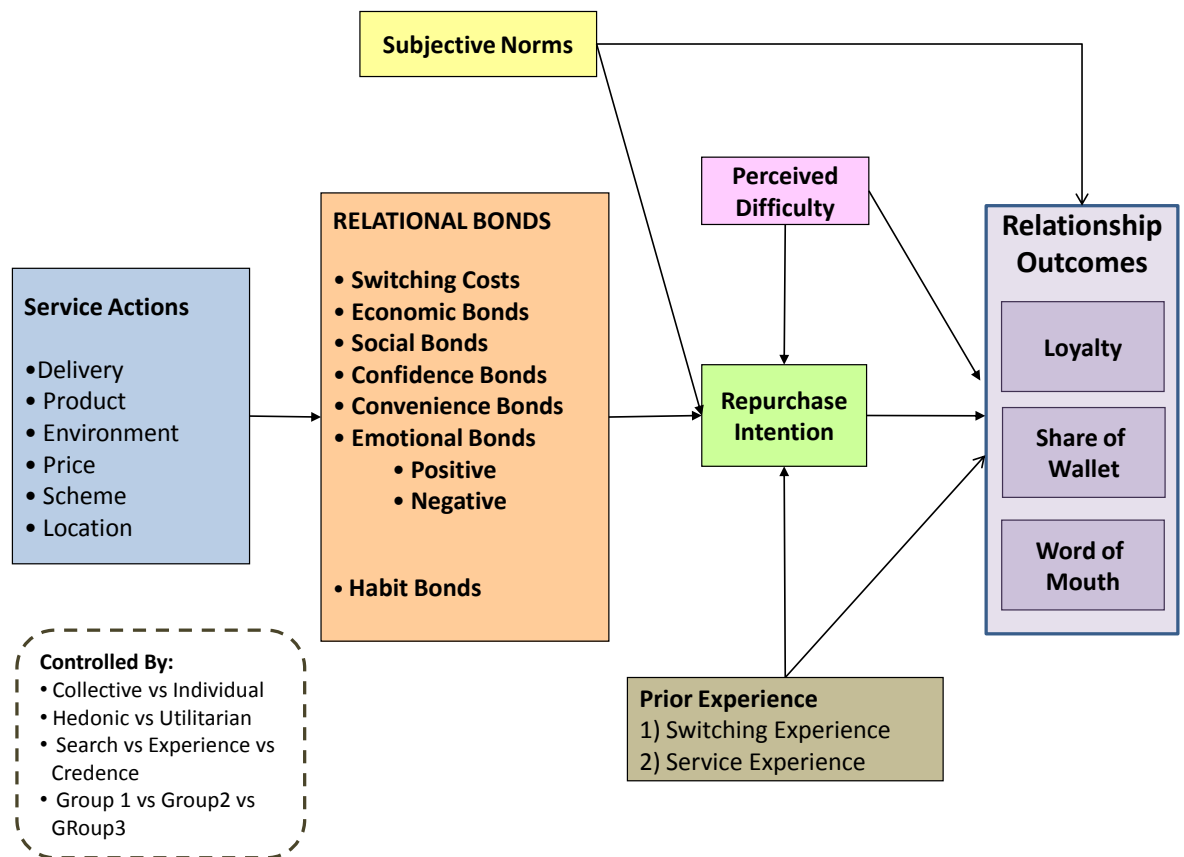 Subjective Norms
Perceived
Difficulty
RELATIONAL BONDS
• Switching Costs
• Economic Bonds
• Social Bonds
• Confidence Bonds
• Convenience Bonds
• Emotional Bonds
• Positive
• Negative
• Habit Bonds
Service Actions
•Delivery
• Product
• Environment
• Price
• Scheme
• Location
Repurchase
Intention
Relationship
Outcomes
Loyalty
Share of
Wallet
Word of
Mouth
Controlled By:
• Collective vs Individual
• Hedonic vs Utilitarian
• Search vs Experience vs
Credence
• Group 1 vs Group2 vs
GRoup3
Prior Experience
1) Switching Experience
2) Service Experience